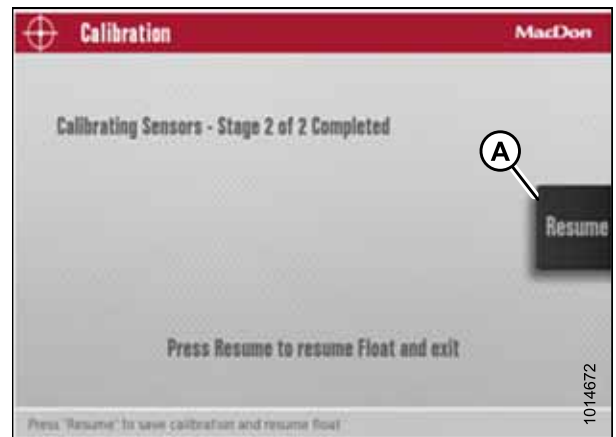 Calibration
MacDon
Calibrating Sensors - Stage 2 of 2 Completed
A
Resume
Press Resume to resume Float and exit
Press "Resume" to save calibration and resume float
1014672